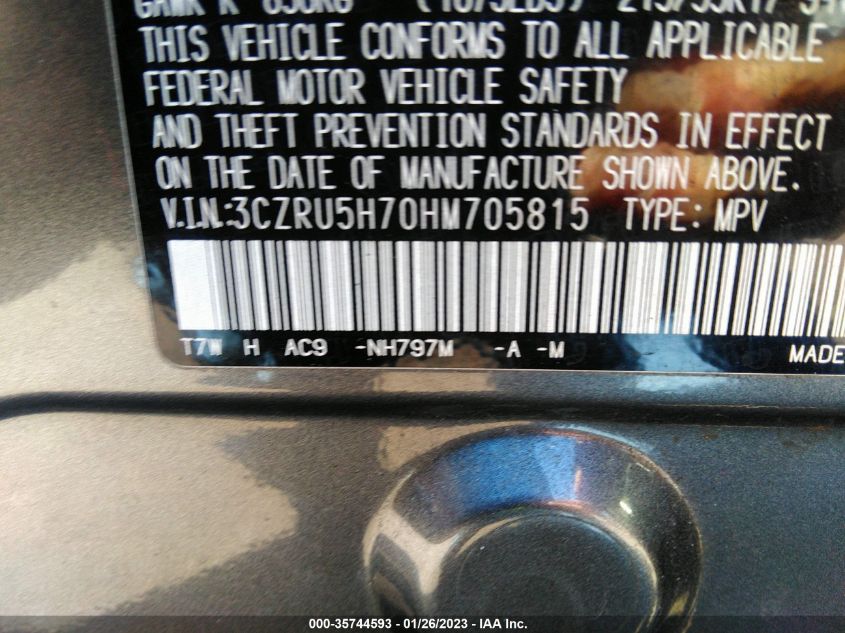 THIS VEHICLE CONFORMS TO ALL APPLICABLE
FEDERAL MOTOR VEHICLE SAFETY
AND THEFT PREVENTION STANDARDS IN EFFECT
ON THE DATE OF MANUFACTURE SHOWN ABOVE.
V.I.N.:3CZRU5H70HM705815 TYPE: MPV
T7W H AC9 -NH797M -A -M MADE
000-35744593 - 01/26/2023 - IAA Inc.